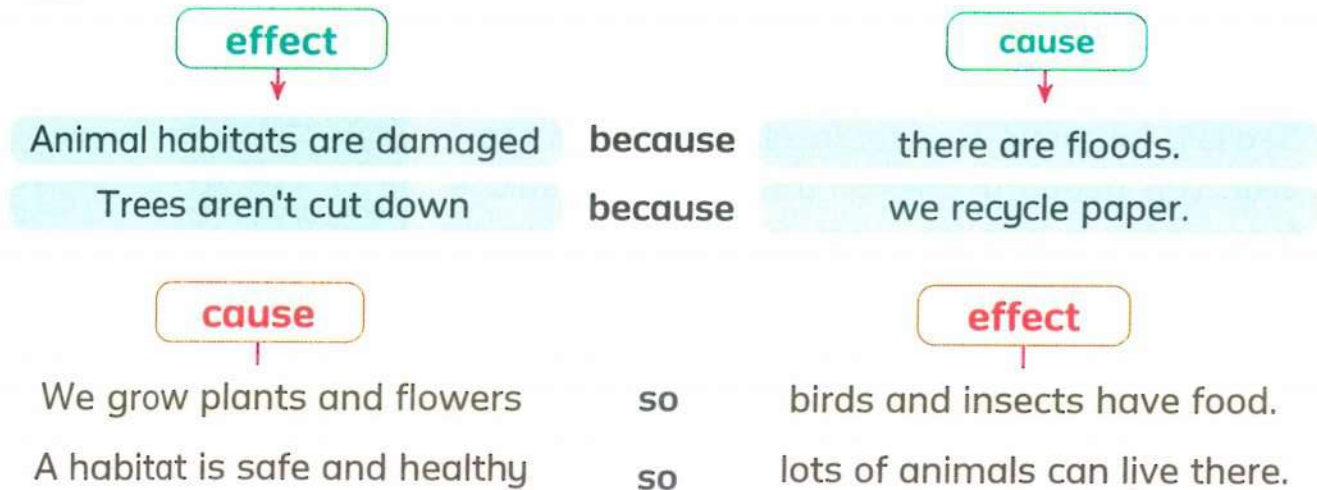 effect cause
Animal habitats are damaged because there are floods.
Trees aren't cut down because we recycle paper.
cause effect
We grow plants and flowers so birds and insects have food.
A habitat is safe and healthy so lots of animals can live there.